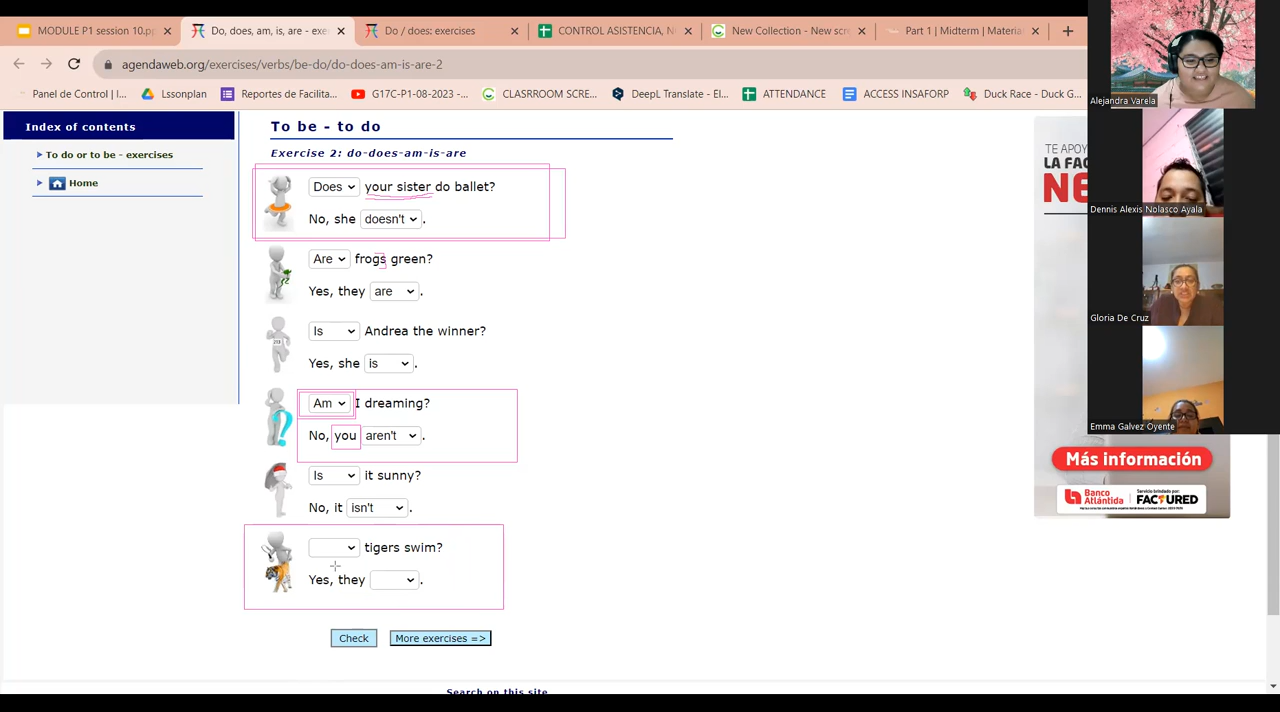 MODULE P1 session 10.pp
Do, does, am, is, are - exe
Do / does: exercises
CONTROL ASISTENCIA, N
New Collection - New scre
Part 1 | Midterm | Material
agendaweb.org/exercises/verbs/be-do/do-does-am-is-are-2
Panel de Control | I...
Lssonplan
Reportes de Facilita...
G17C-P1-08-2023 -...
CLASRROOM SCRE...
DeepL Translate - El...
ATTENDANCE
ACCESS INSAFORP
Duck Race - Duck G...
Index of contents
To do or to be - exercises
Home
To be - to do
Exercise 2: do-does-am-is-are
Does your sister do ballet?
No, she doesn't.
Are frogs green?
Yes, they are.
Is Andrea the winner?
Yes, she is.
Am I dreaming?
No, you aren't.
Is it sunny?
No, it isn't.
tigers swim?
Yes, they .
Check
More exercises =>
Search on this site
Alejandra Varela
Dennis Alexis Nolasco Ayala
Gloria De Cruz
Emma Galvez Oyente
TE APOY
LA FAC
NE
Más información
Banco Atlántida
FACTURED